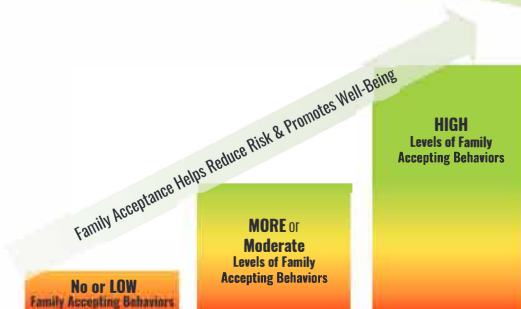 Family Acceptance Helps Reduce Risk & Promotes Well-Being
HIGH
Levels of Family
Accepting Behaviors
MORE or
Moderate
Levels of Family
Accepting Behaviors
No or LOW
Family Accepting Behaviors